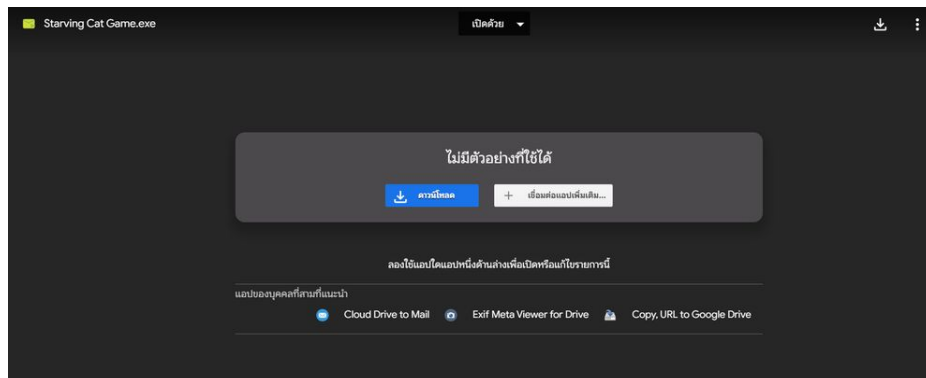 Starving Cat Game.exe
เปิดด้วย
ไม่มีตัวอย่างที่ใช้ได้
ดาวน์โหลด
เชื่อมต่อแอปเพิ่มเติม...
ลองใช้แอปใดแอปหนึ่งด้านล่างเพื่อเปิดหรือแก้ไขรายการนี้
แอปของบุคคลที่สามที่แนะนำ
Cloud Drive to Mail Exif Meta Viewer for Drive Copy, URL to Google Drive